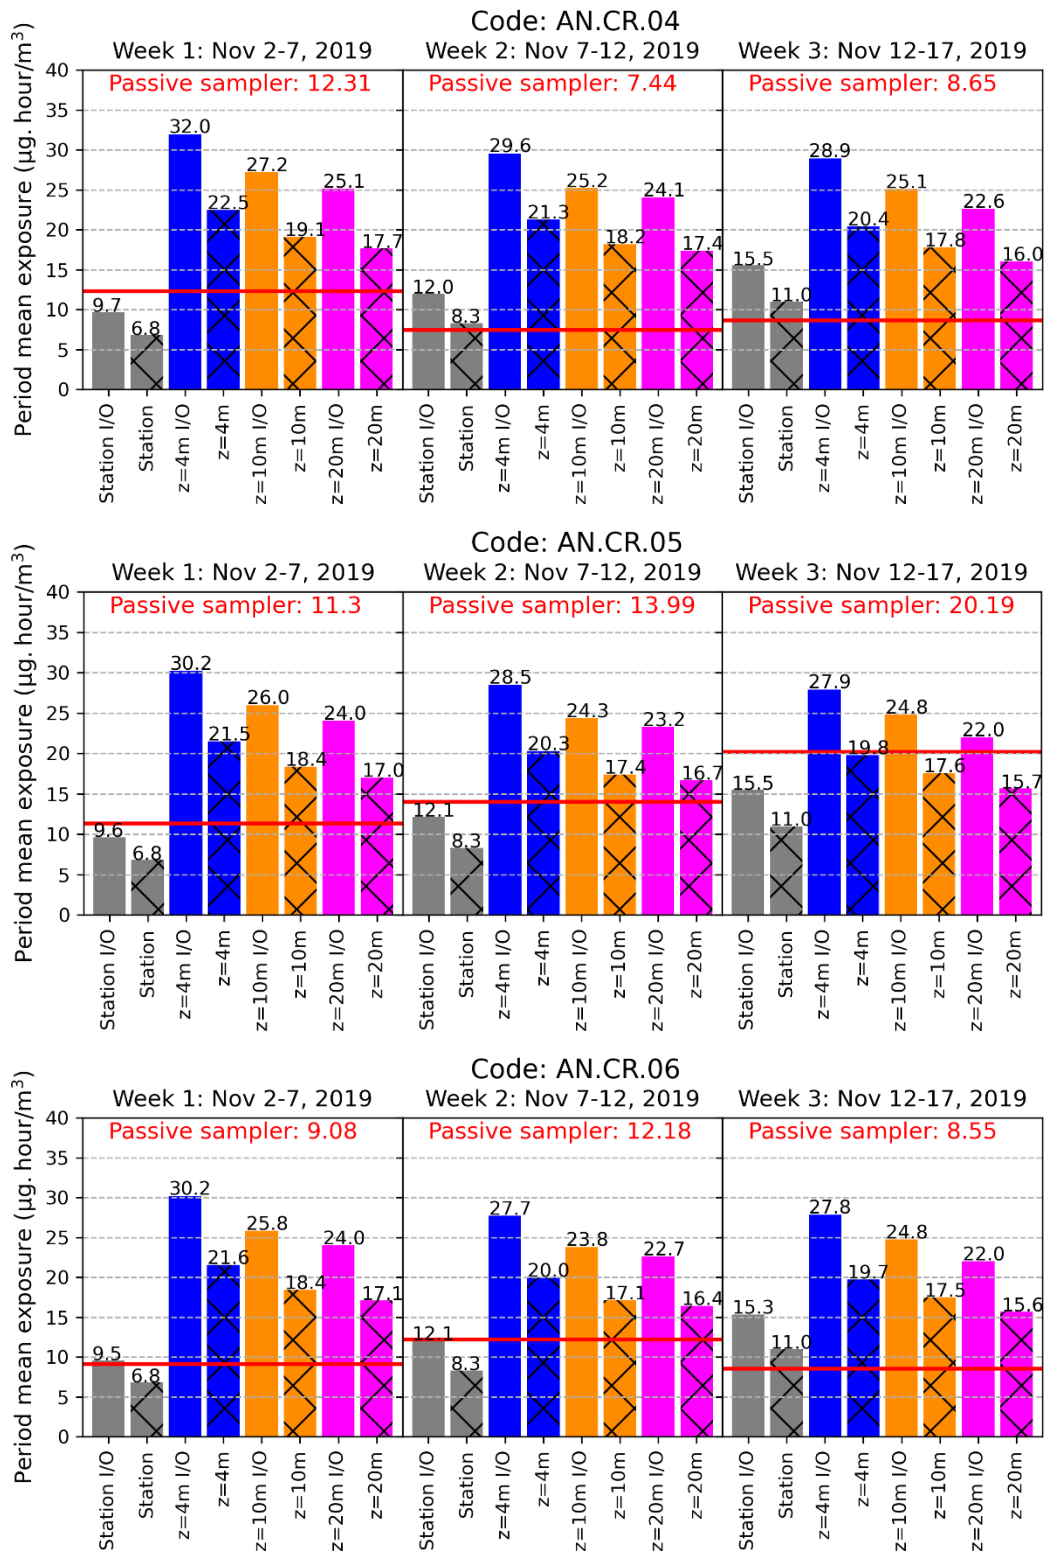 Code: AN.CR.04
Week 1: Nov 2-7, 2019 Week 2: Nov 7-12, 2019 Week 3: Nov 12-17, 2019
Period mean exposure (µg. hour/m³)
40
35
30
25
20
15
10
5
0
Passive sampler: 12.31
9.7 6.8 32.0 22.5 27.2 19.1 25.1 17.7
Passive sampler: 7.44
12.0 8.3 29.6 21.3 25.2 18.2 24.1 17.4
Passive sampler: 8.65
15.5 11.0 28.9 20.4 25.1 17.8 22.6 16.0
Station I/O Station z=4m I/O z=4m z=10m I/O z=10m z=20m I/O z=20m
Station I/O Station z=4m I/O z=4m z=10m I/O z=10m z=20m I/O z=20m
Station I/O Station z=4m I/O z=4m z=10m I/O z=10m z=20m I/O z=20m
Code: AN.CR.05
Week 1: Nov 2-7, 2019 Week 2: Nov 7-12, 2019 Week 3: Nov 12-17, 2019
Period mean exposure (µg. hour/m³)
40
35
30
25
20
15
10
5
0
Passive sampler: 11.3
9.6 6.8 30.2 21.5 26.0 18.4 24.0 17.0
Passive sampler: 13.99
12.1 8.3 28.5 20.3 24.3 17.4 23.2 16.7
Passive sampler: 20.19
15.5 11.0 27.9 19.8 24.8 17.6 22.0 15.7
Station I/O Station z=4m I/O z=4m z=10m I/O z=10m z=20m I/O z=20m
Station I/O Station z=4m I/O z=4m z=10m I/O z=10m z=20m I/O z=20m
Station I/O Station z=4m I/O z=4m z=10m I/O z=10m z=20m I/O z=20m
Code: AN.CR.06
Week 1: Nov 2-7, 2019 Week 2: Nov 7-12, 2019 Week 3: Nov 12-17, 2019
Period mean exposure (µg. hour/m³)
40
35
30
25
20
15
10
5
0
Passive sampler: 9.08
9.5 6.8 30.2 21.6 25.8 18.4 24.0 17.1
Passive sampler: 12.18
12.1 8.3 27.7 20.0 23.8 17.1 22.7 16.4
Passive sampler: 8.55
15.3 11.0 27.8 19.7 24.8 17.5 22.0 15.6
Station I/O Station z=4m I/O z=4m z=10m I/O z=10m z=20m I/O z=20m
Station I/O Station z=4m I/O z=4m z=10m I/O z=10m z=20m I/O z=20m
Station I/O Station z=4m I/O z=4m z=10m I/O z=10m z=20m I/O z=20m